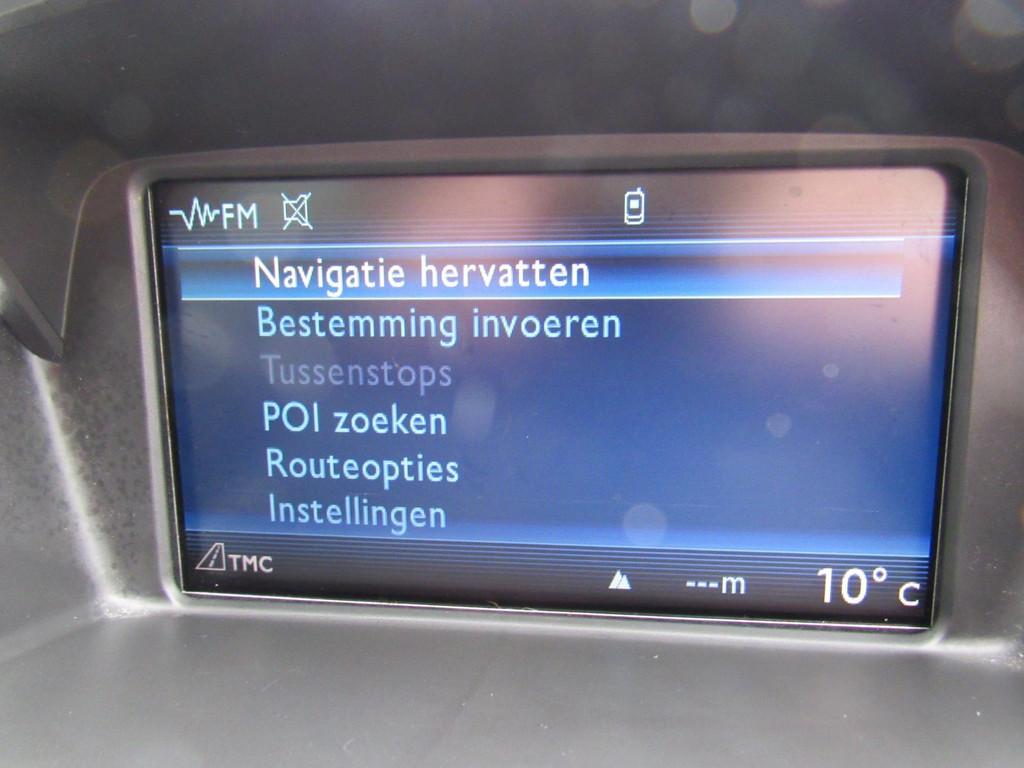 FM
Navigatie hervatten
Bestemming invoeren
Tussenstops
POI zoeken
Routeopties
Instellingen
TMC
---m
10° C